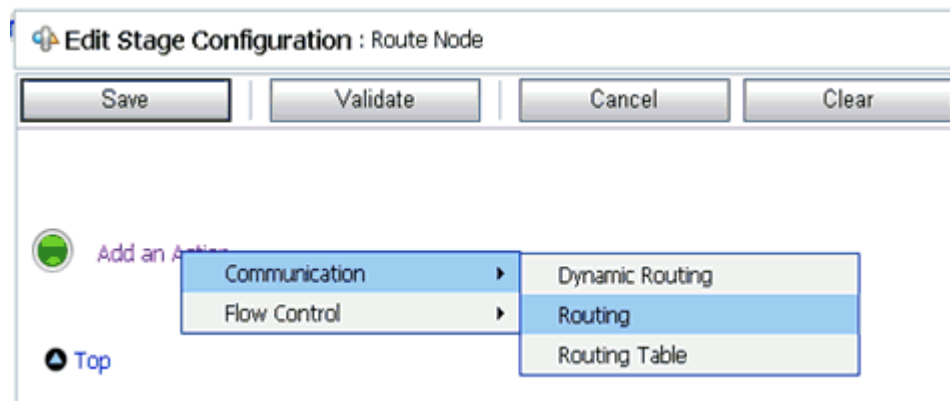 Edit Stage Configuration : Route Node
Save Validate Cancel Clear
Add an Action
Communication Dynamic Routing
Flow Control Routing
Routing Table
Top